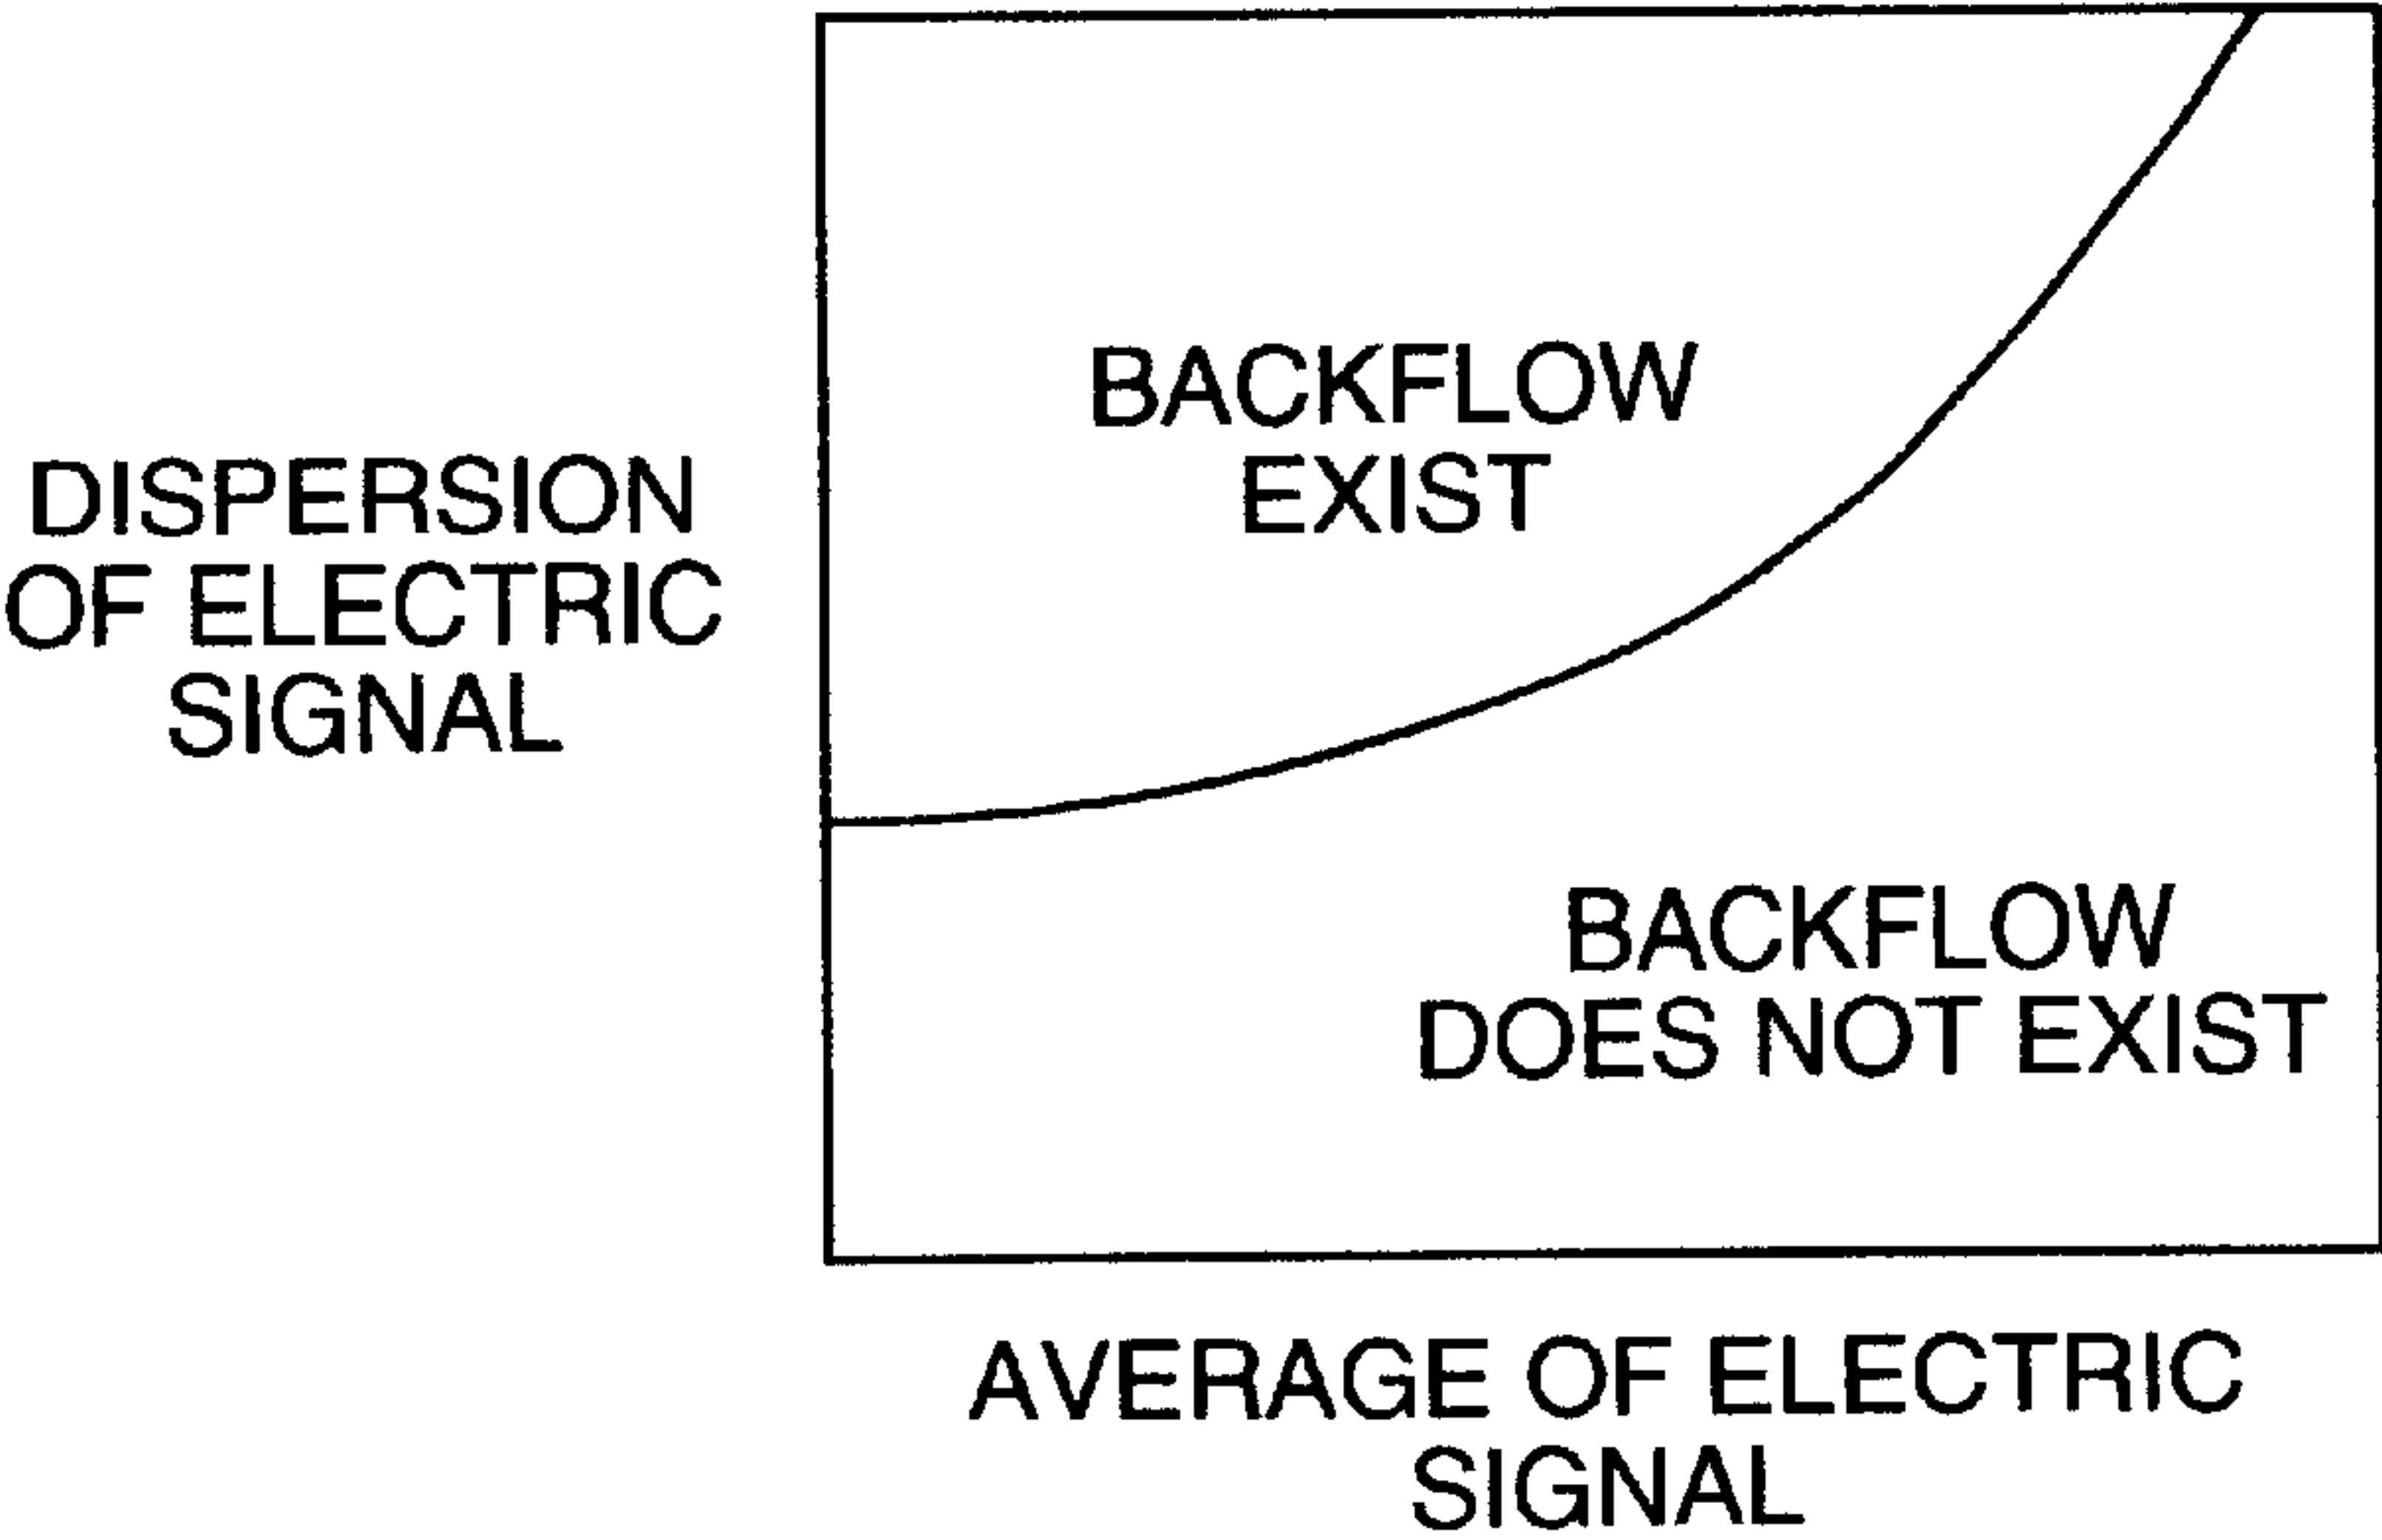 BACKFLOW
EXIST
DISPERSION
OF ELECTRIC
SIGNAL
BACKFLOW
DOES NOT EXIST
AVERAGE OF ELECTRIC
SIGNAL